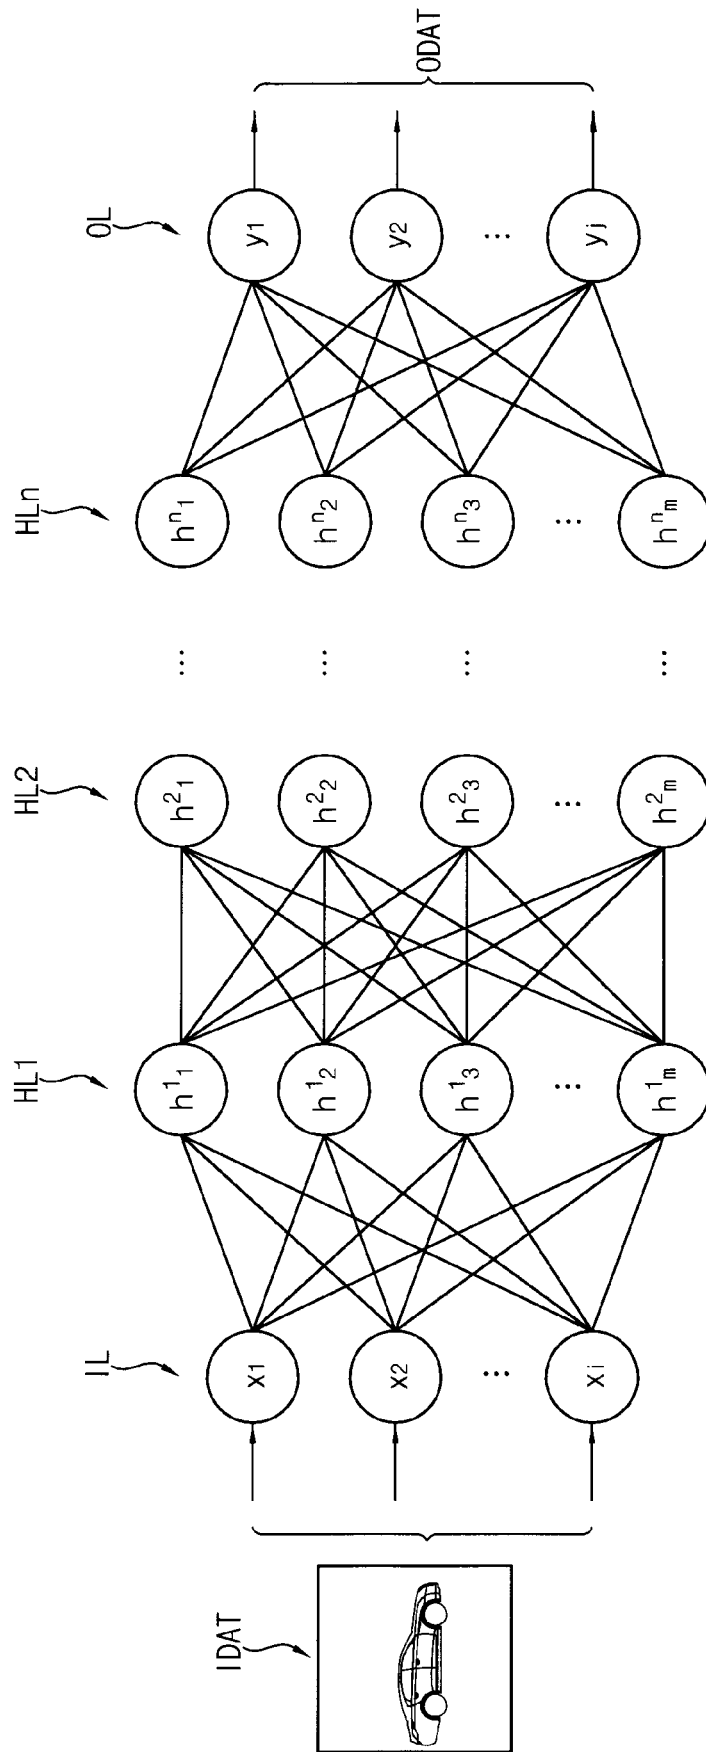 IDAT
IL
HL1
HL2
HLn
OL
ODAT
x1
x2
...
xi
h¹1
h¹2
h¹3
...
h¹m
h²1
h²2
h²3
...
h²m
...
...
...
...
hⁿ1
hⁿ2
hⁿ3
...
hⁿm
y1
y2
...
yj